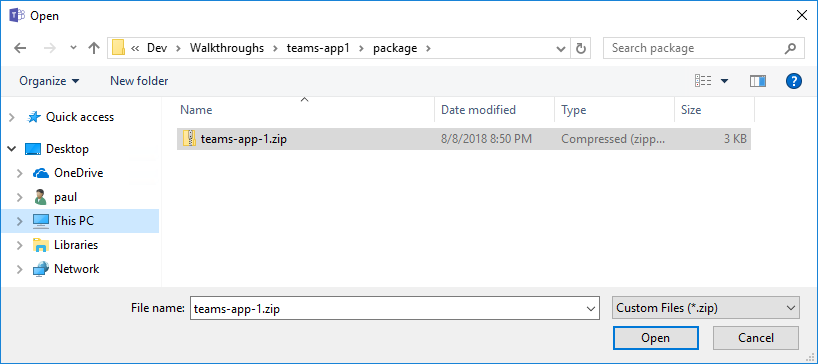 Open
« Dev > Walkthroughs > teams-app1 > package >
Search package
Organize New folder ?
Name Date modified Type Size
teams-app-1.zip 8/8/2018 8:50 PM Compressed (zipp... 3 KB
Quick access
Desktop
OneDrive
paul
This PC
Libraries
Network
File name: teams-app-1.zip Custom Files (*.zip)
Open Cancel